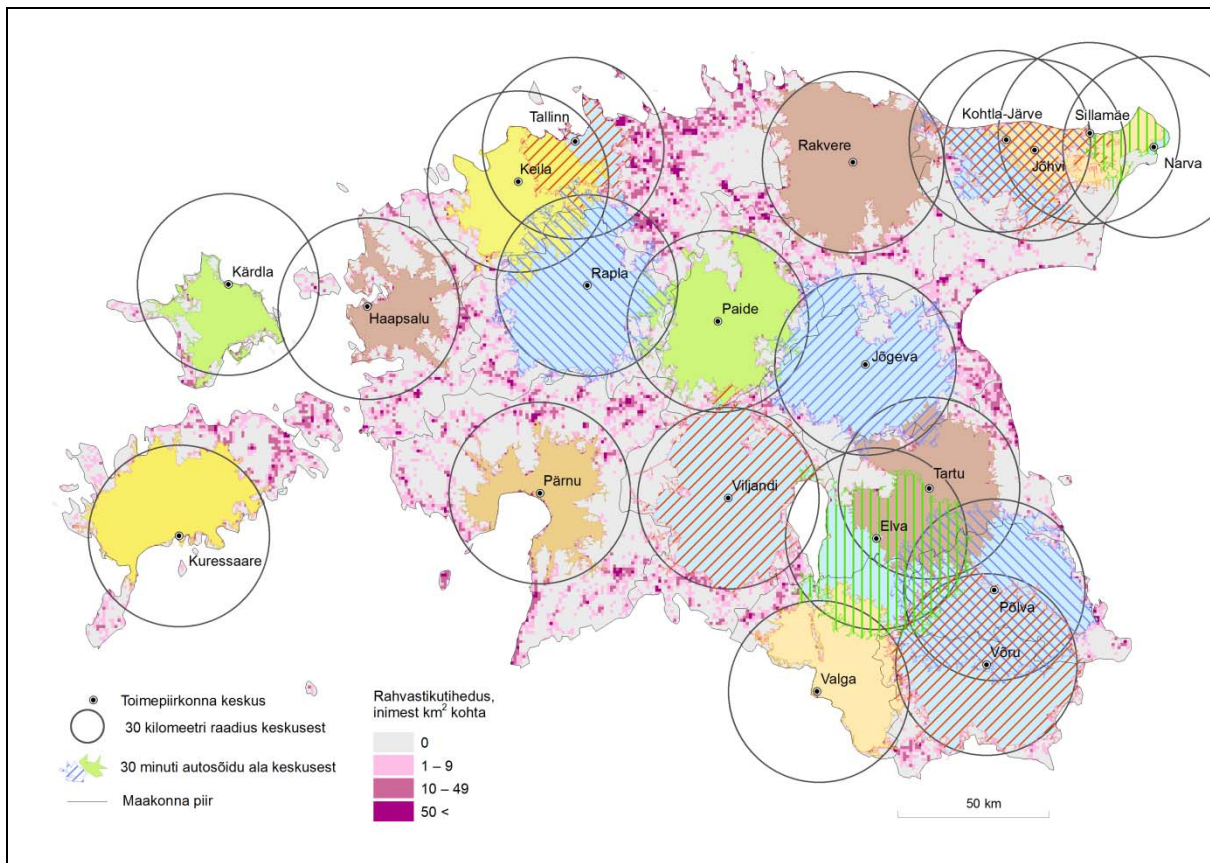 Tallinn
Keila
Rakvere
Kohtla-Järve
Sillamäe
Jõhvi
Narva
Kärdla
Haapsalu
Rapla
Paide
Jõgeva
Pärnu
Viljandi
Tartu
Elva
Kuressaare
Põlva
Võru
Valga
Toimepiirkonna keskus
30 kilomeetri raadius keskusest
30 minuti autosõidu ala keskusest
Maakonna piir
Rahvastikutihedus,
inimest km² kohta
0
1 – 9
10 – 49
50 <
50 km